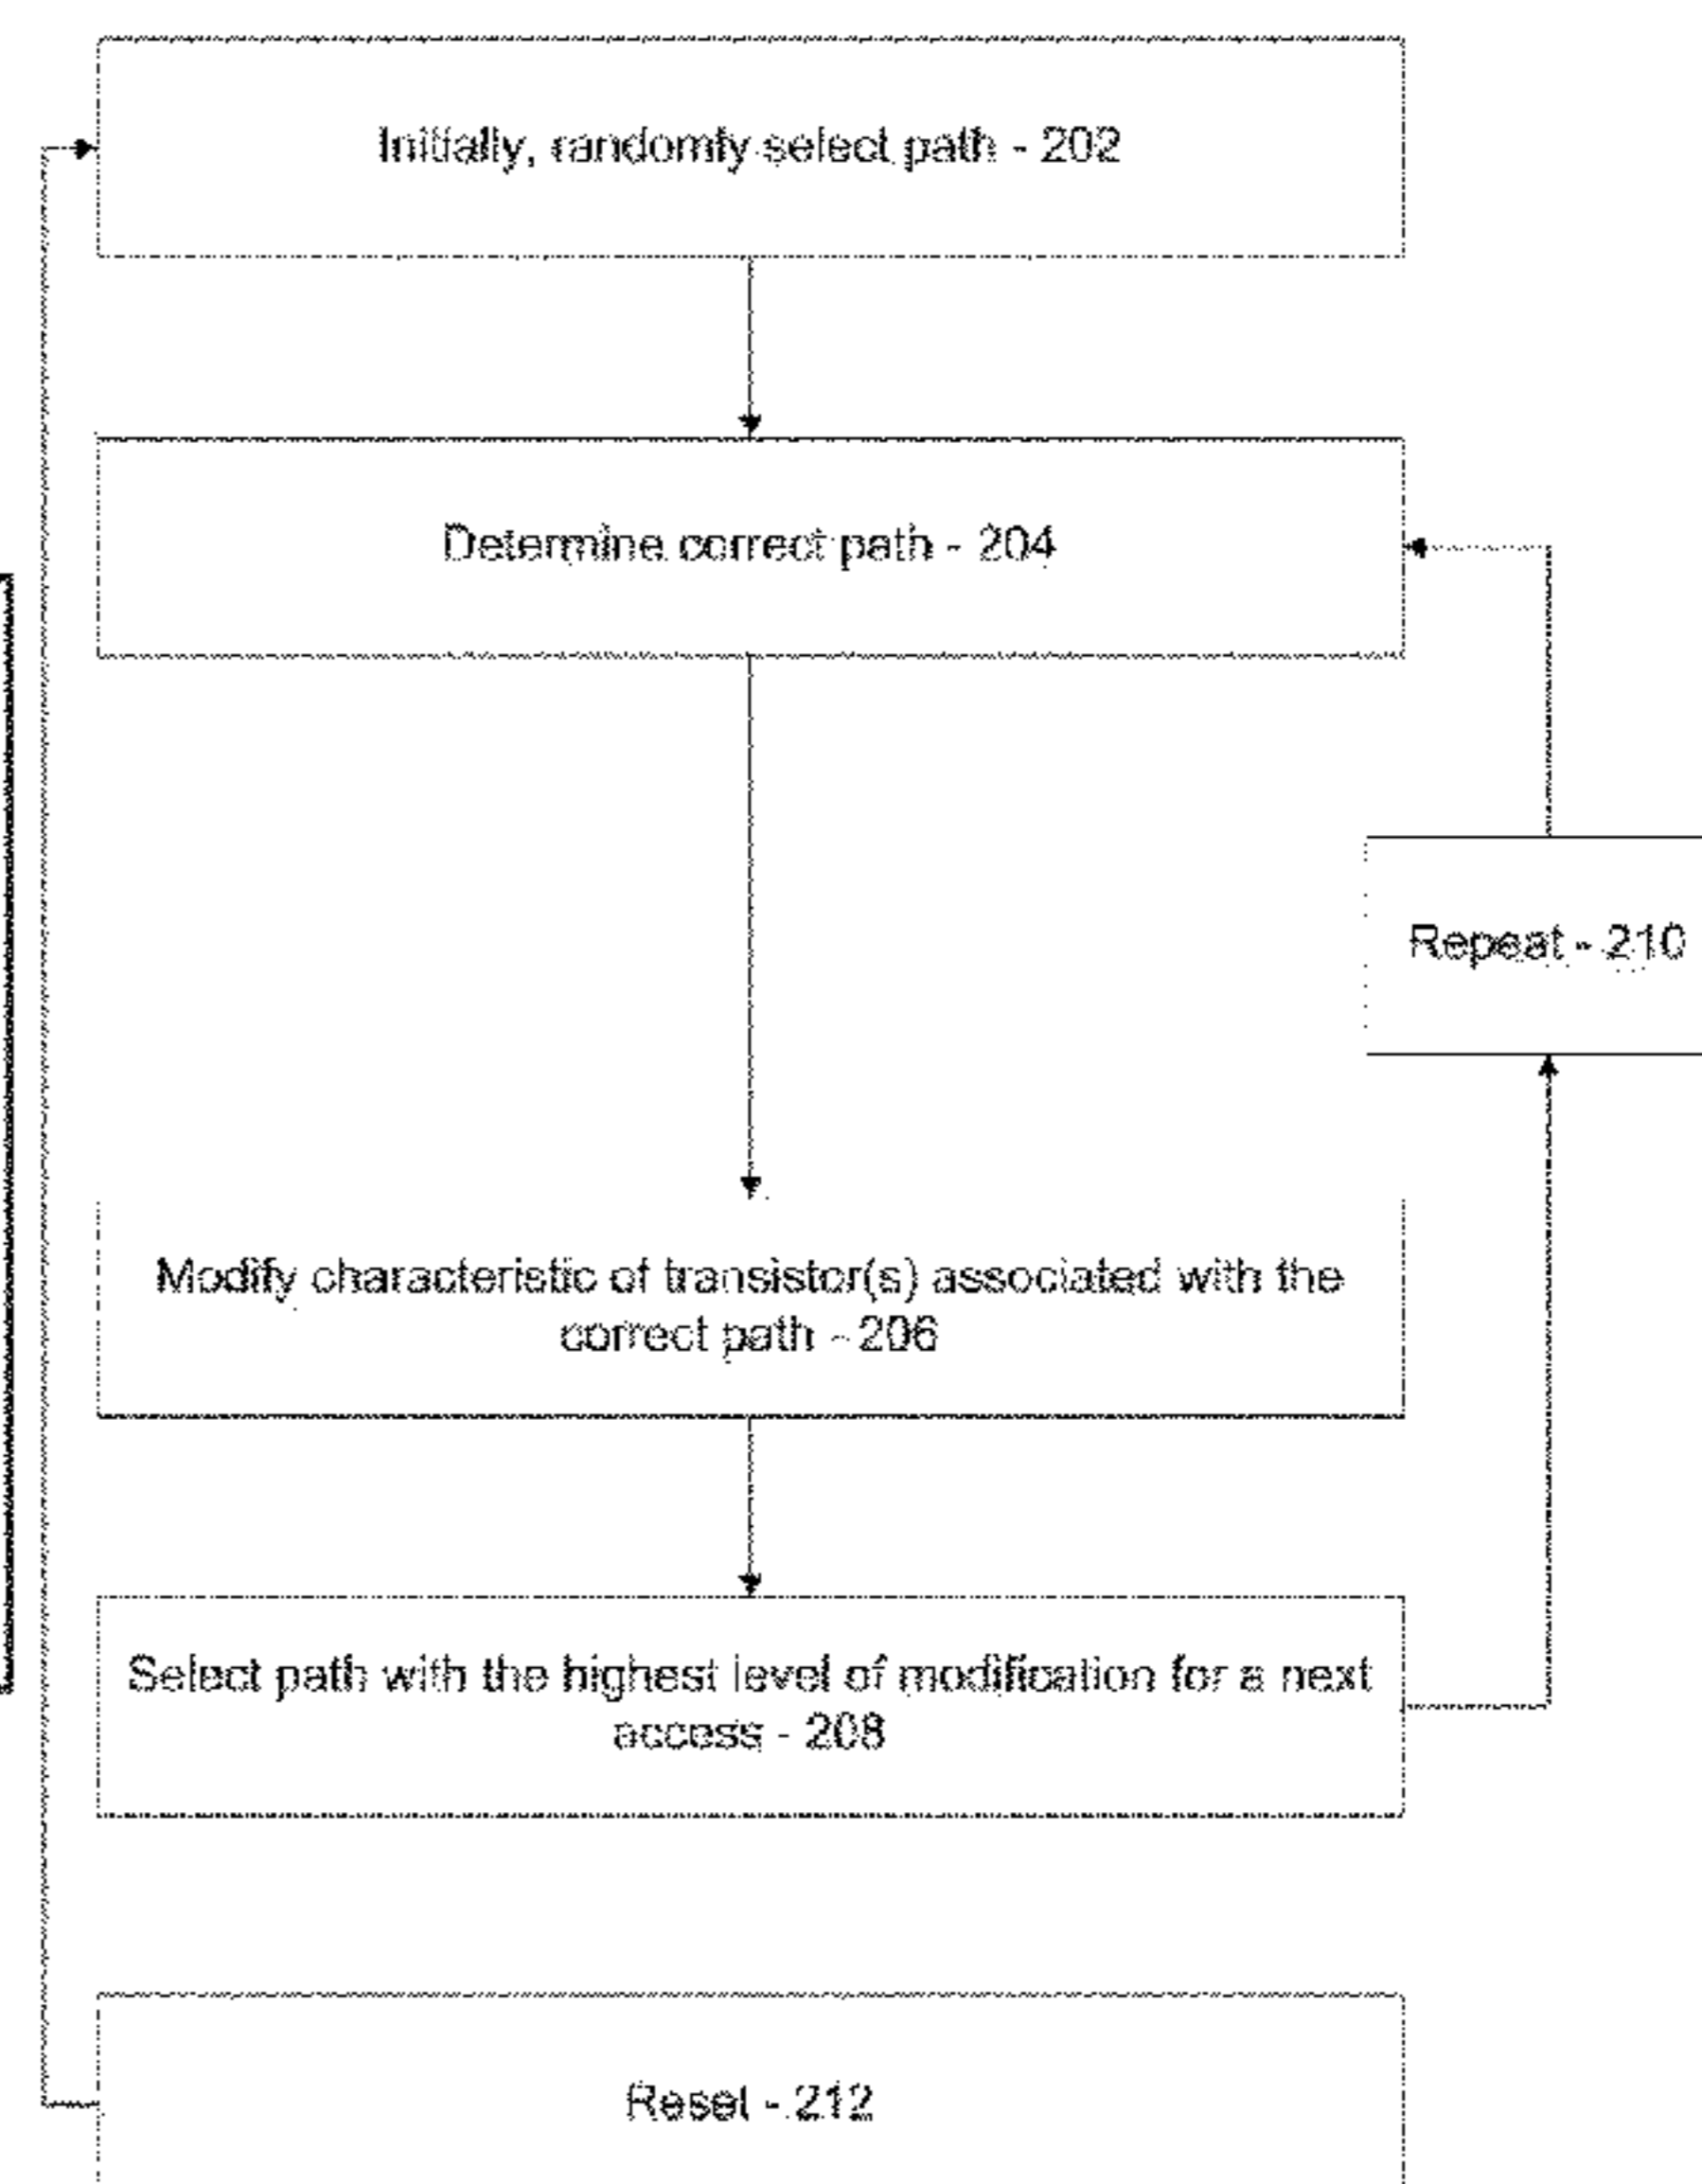 Initially, randomly select path - 202
Determine correct path - 204
Repeat - 210
Modify characteristic of transistor(s) associated with the
correct path - 206
Select path with the highest level of modification for a next
access - 208
Reset - 212